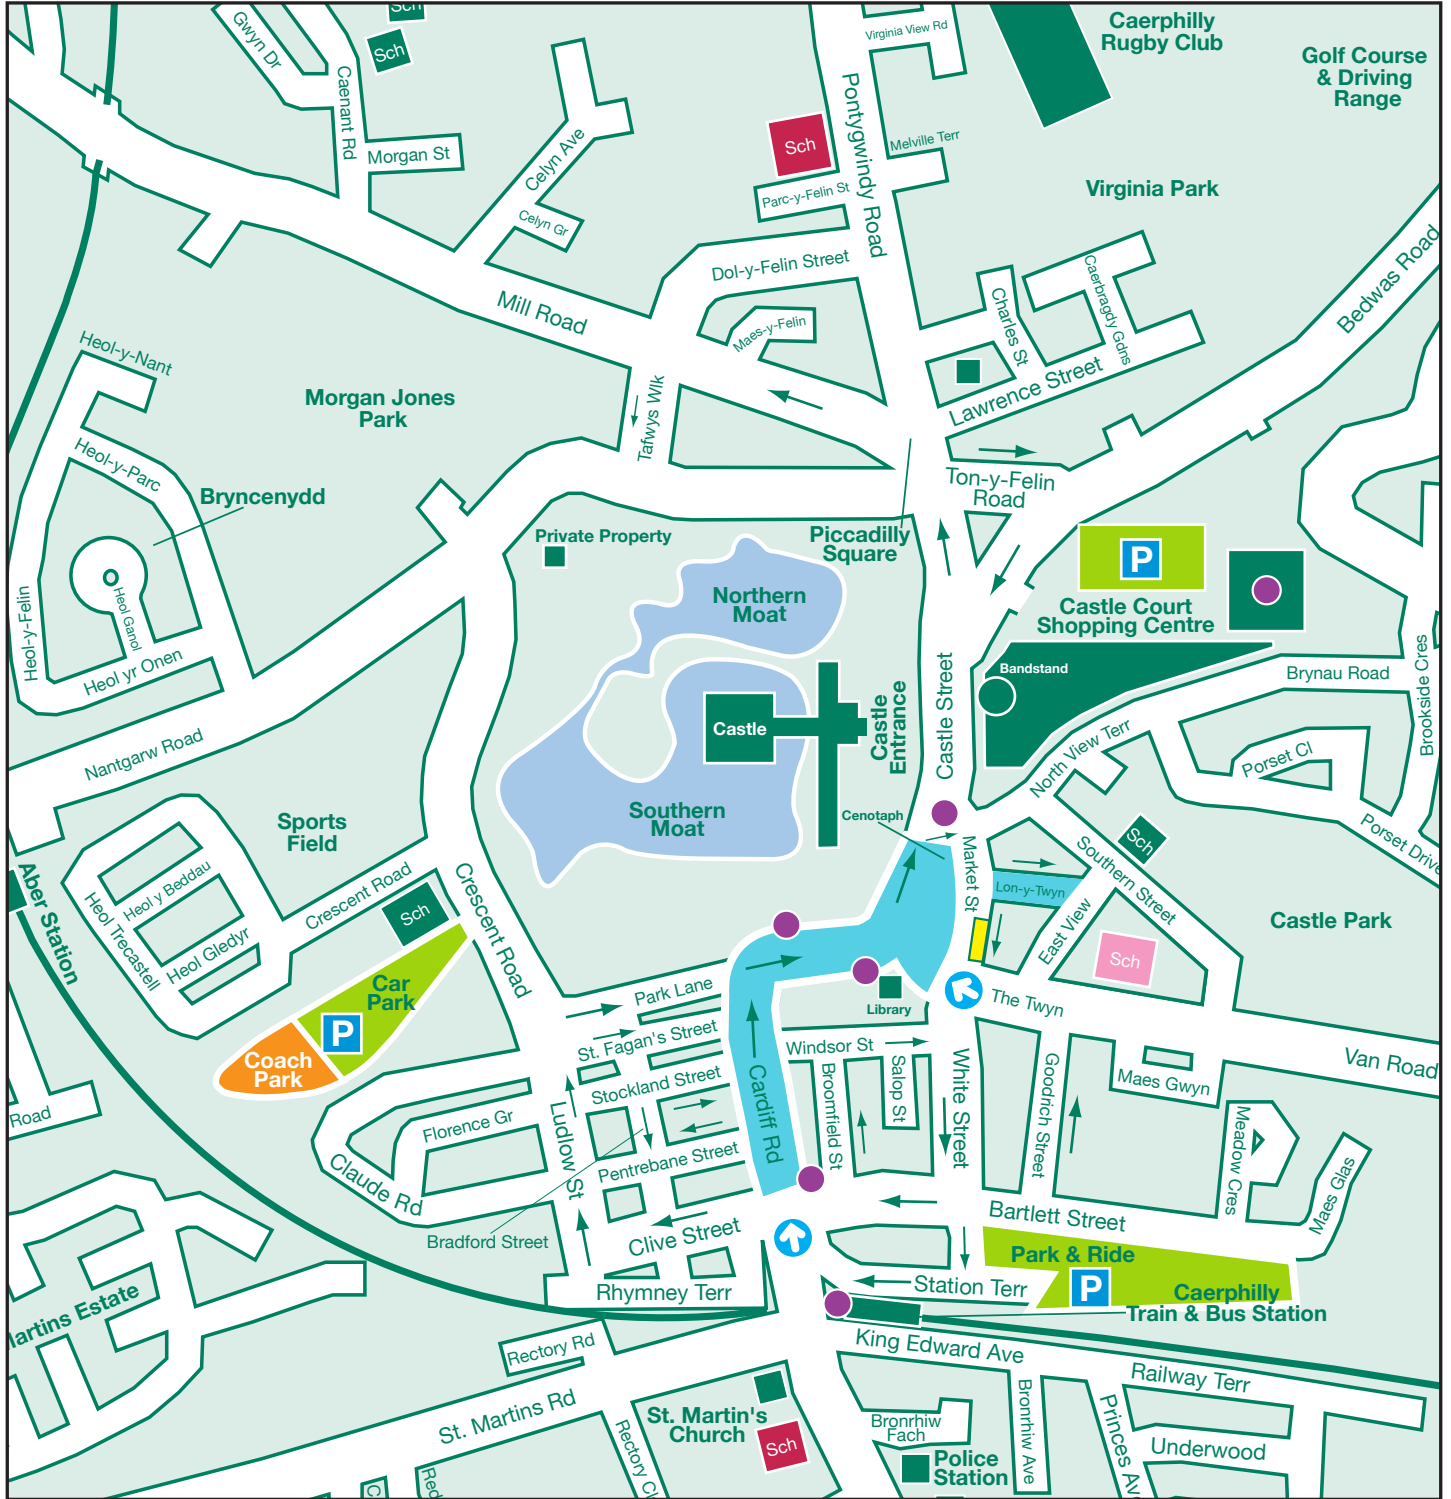 Sch
Sch
Gwyn Dr
Caenant Rd
Morgan St
Celyn Ave
Celyn Gr
Virginia View Rd
Pontygwindy Road
Sch
Melville Terr
Parc-y-Felin St
Dol-y-Felin Street
Maes-y-Felin
Caerphilly
Rugby Club
Golf Course
& Driving
Range
Virginia Park
Bedwas Road
Charles St
Caerbragdy Gdns
Lawrence Street
Mill Road
Tafwys Wlk
Morgan Jones
Park
Heol-y-Nant
Heol-y-Parc
Bryncenydd
Heol Ganol
Heol-y-Felin
Heol yr Onen
Nantgarw Road
Private Property
Piccadilly
Square
Ton-y-Felin
Road
P
Castle Court
Shopping Centre
Northern
Moat
Bandstand
Castle
Castle
Entrance
Castle Street
Southern
Moat
Cenotaph
Brynau Road
Brookside Cres
North View Terr
Porset Cl
Porset Drive
Sch
Southern Street
Market St
Lon-y-Twyn
East View
Sch
Castle Park
Sports
Field
Crescent Road
Heol y Beddau
Heol Trecastell
Heol Gledyr
Sch
Crescent Road
Aber Station
Car
Park
P
Coach
Park
Park Lane
St. Fagan's Street
Stockland Street
Pentrebane Street
Library
The Twyn
Van Road
Windsor St
Salop St
Broomfield St
White Street
Goodrich Street
Maes Gwyn
Meadow Cres
Maes Glas
Cardiff Rd
Road
Florence Gr
Claude Rd
Ludlow St
Bradford Street
Clive Street
Rhymney Terr
Bartlett Street
Park & Ride
P
Station Terr
Caerphilly
Train & Bus Station
artins Estate
Rectory Rd
St. Martins Rd
King Edward Ave
Railway Terr
St. Martin's
Church
Sch
Rectory Cl
Red
C
Bronrhiw
Fach
Bronrhiw Ave
Princes Av
Underwood
Police
Station